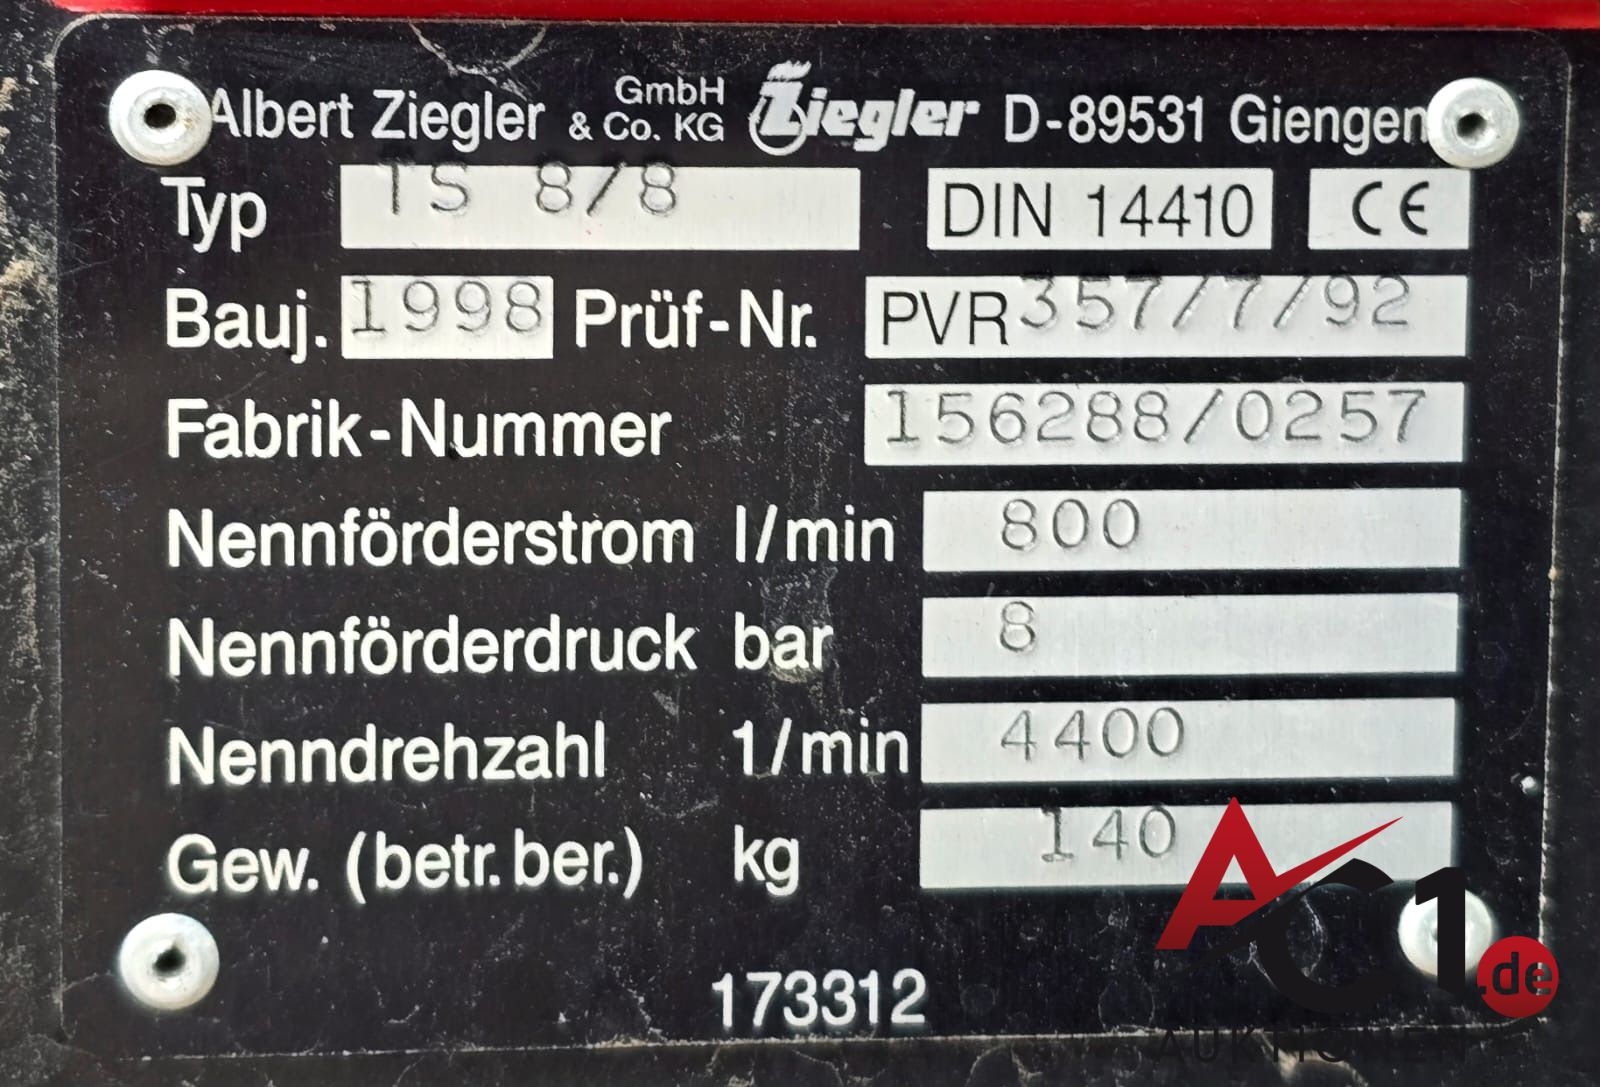 Albert Ziegler GmbH & Co. KG Ziegler D-89531 Giengen
Typ TS 8/8 DIN 14410 CE
Bauj. 1998 Prüf-Nr. PVR 357/7/92
Fabrik-Nummer 156288/0257
Nennförderstrom l/min 800
Nennförderdruck bar 8
Nenndrehzahl 1/min 4400
Gew. (betr. ber.) kg 140
173312
AC1.de
AUKTIONEN